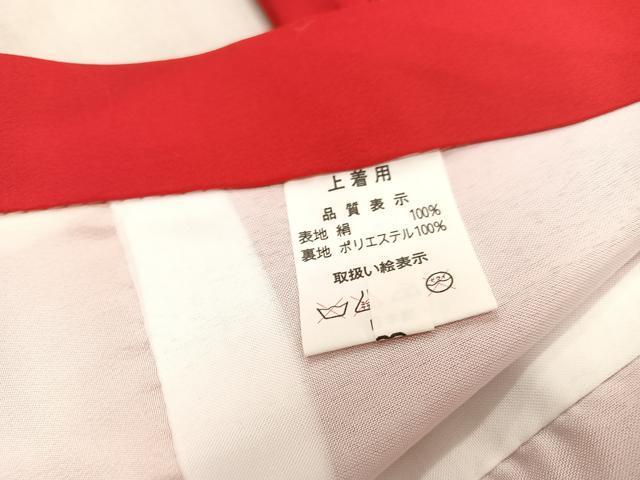 上着用
品質表示
表地 絹 100%
裏地 ポリエステル100%
取扱い絵表示